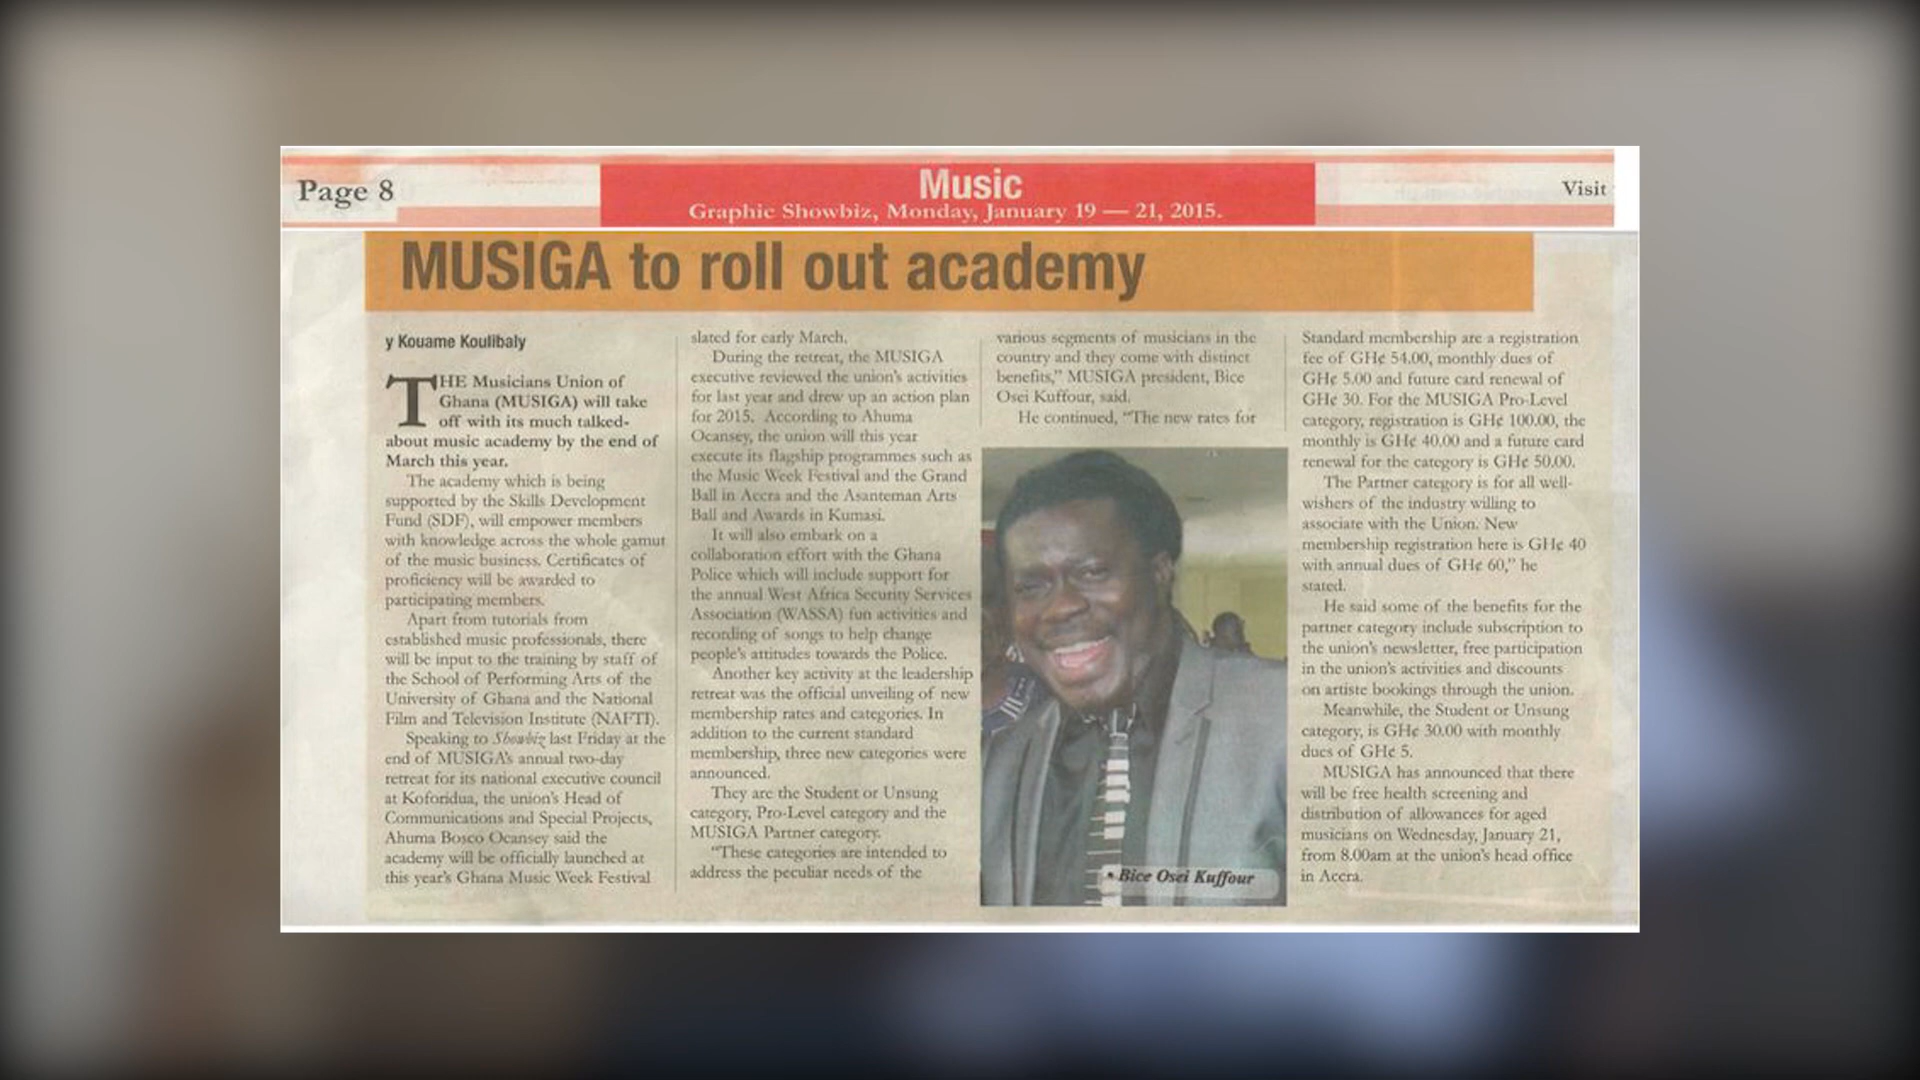 Page 8
Music
Visit
Graphic Showbiz, Monday, January 19 — 21, 2015.
MUSIGA to roll out academy
y Kouame Koulibaly
THE Musicians Union of
Ghana (MUSIGA) will take
off with its much talked-
about music academy by the end of
March this year.
The academy which is being
supported by the Skills Development
Fund (SDF), will empower members
with knowledge across the whole gamut
of the music business. Certificates of
proficiency will be awarded to
participating members.
Apart from tutorials from
established music professionals, there
will be input to the training by staff of
the School of Performing Arts of the
University of Ghana and the National
Film and Television Institute (NAFTI).
Speaking to Showbiz last Friday at the
end of MUSIGA's annual two-day
retreat for its national executive council
at Koforidua, the union's Head of
Communications and Special Projects,
Ahuma Bosco Ocansey said the
academy will be officially launched at
this year's Ghana Music Week Festival
slated for early March.
During the retreat, the MUSIGA
executive reviewed the union's activities
for last year and drew up an action plan
for 2015. According to Ahuma
Ocansey, the union will this year
execute its flagship programmes such as
the Music Week Festival and the Grand
Ball in Accra and the Asanteman Arts
Ball and Awards in Kumasi.
It will also embark on a
collaboration effort with the Ghana
Police which will include support for
the annual West Africa Security Services
Association (WASSA) fun activities and
recording of songs to help change
people's attitudes towards the Police.
Another key activity at the leadership
retreat was the official unveiling of new
membership rates and categories. In
addition to the current standard
membership, three new categories were
announced.
They are the Student or Unsung
category, Pro-Level category and the
MUSIGA Partner category.
"These categories are intended to
address the peculiar needs of the
various segments of musicians in the
country and they come with distinct
benefits," MUSIGA president, Bice
Osei Kuffour, said.
He continued, "The new rates for
• Bice Osei Kuffour
Standard membership are a registration
fee of GH¢ 54.00, monthly dues of
GH¢ 5.00 and future card renewal of
GH¢ 30. For the MUSIGA Pro-Level
category, registration is GH¢ 100.00, the
monthly is GH¢ 40.00 and a future card
renewal for the category is GH¢ 50.00.
The Partner category is for all well-
wishers of the industry willing to
associate with the Union. New
membership registration here is GH¢ 40
with annual dues of GH¢ 60," he
stated.
He said some of the benefits for the
partner category include subscription to
the union's newsletter, free participation
in the union's activities and discounts
on artiste bookings through the union.
Meanwhile, the Student or Unsung
category, is GH¢ 30.00 with monthly
dues of GH¢ 5.
MUSIGA has announced that there
will be free health screening and
distribution of allowances for aged
musicians on Wednesday, January 21,
from 8.00am at the union's head office
in Accra.